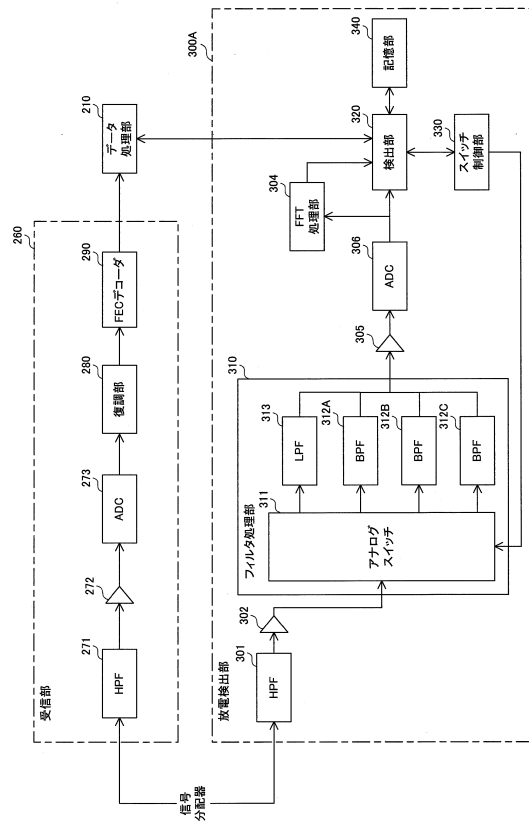 260
受信部
信号
分配器
271
HPF
272
273
ADC
280
復調部
290
FECデコーダ
210
データ
処理部
300A
放電検出部
301
HPF
302
310
フィルタ処理部
311
アナログ
スイッチ
313
LPF
312A
BPF
312B
BPF
312C
BPF
305
306
ADC
304
FFT
処理部
320
検出部
340
記憶部
330
スイッチ
制御部